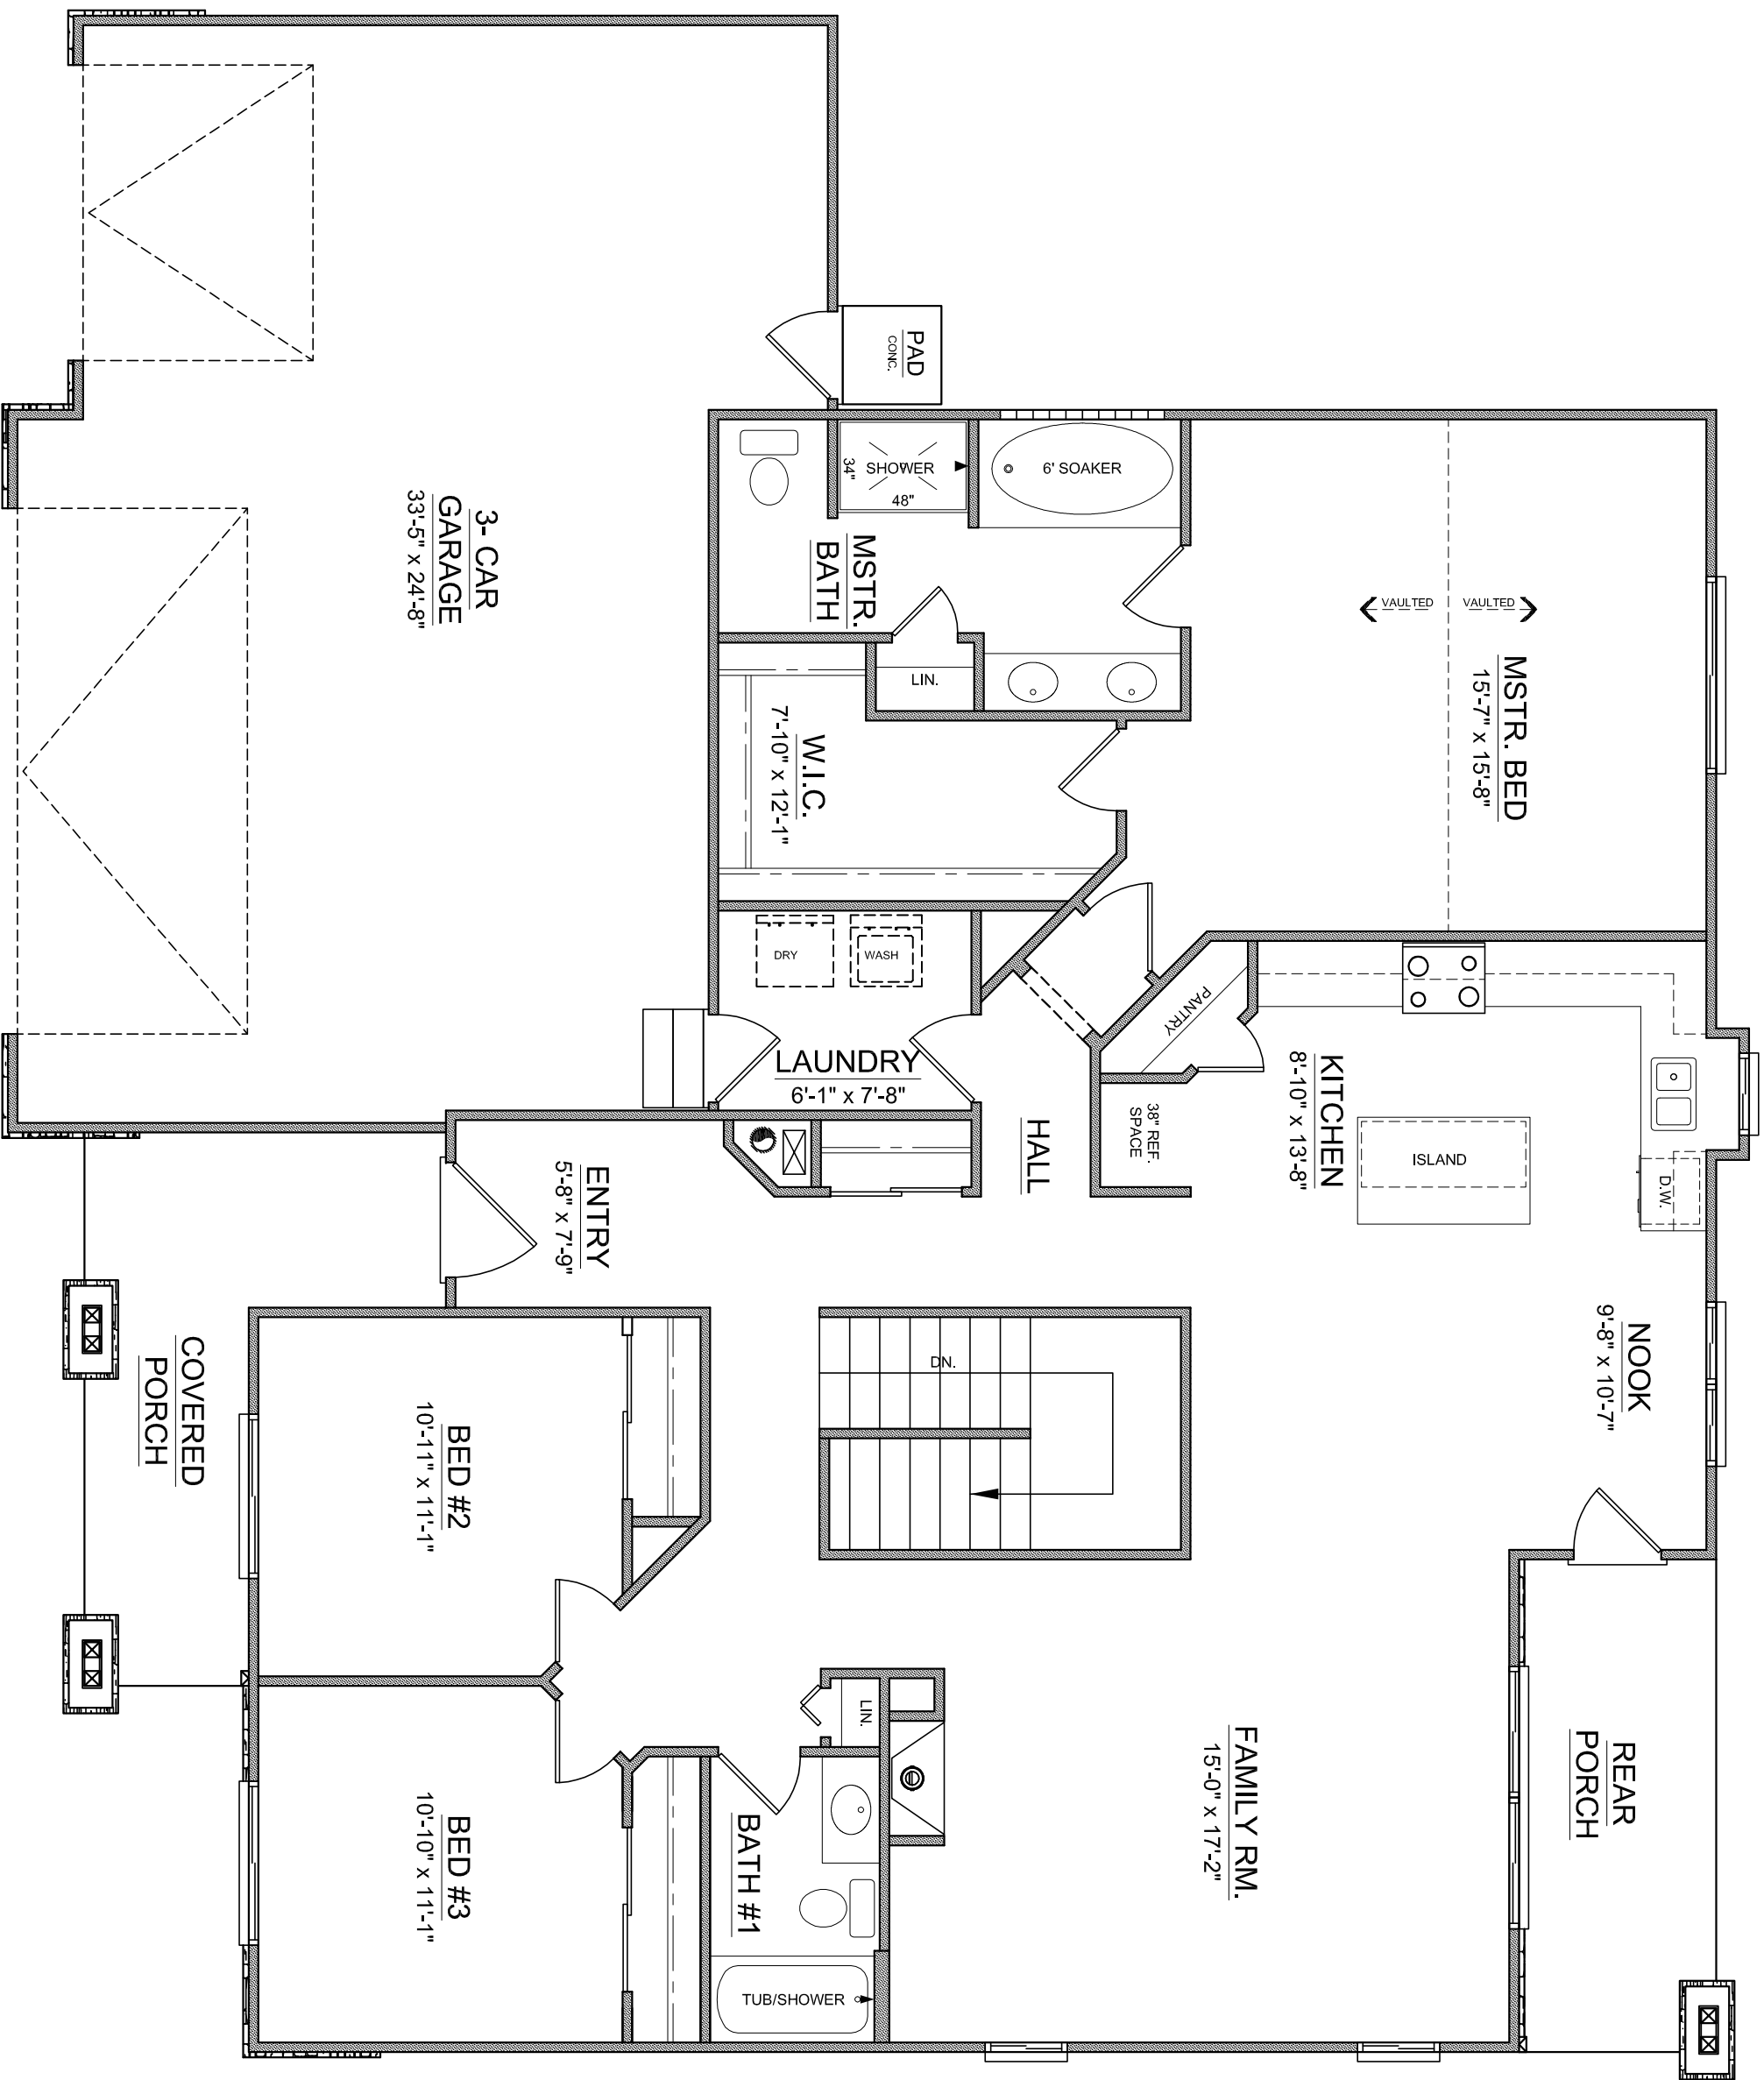 PAD
CONC.
SHOWER
34"
48"
6' SOAKER
MSTR.
BATH
3- CAR
GARAGE
33'-5" x 24'-8"
VAULTED
VAULTED
MSTR. BED
15'-7" x 15'-8"
LIN.
W.I.C.
7'-10" x 12'-1"
DRY
WASH
LAUNDRY
6'-1" x 7'-8"
PANTRY
KITCHEN
8'-10" x 13'-8"
38" REF.
SPACE
ISLAND
D.W.
HALL
ENTRY
5'-8" x 7'-9"
NOOK
9'-8" x 10'-7"
DN.
COVERED
PORCH
BED #2
10'-11" x 11'-1"
LIN.
FAMILY RM.
15'-0" x 17'-2"
REAR
PORCH
BED #3
10'-10" x 11'-1"
BATH #1
TUB/SHOWER